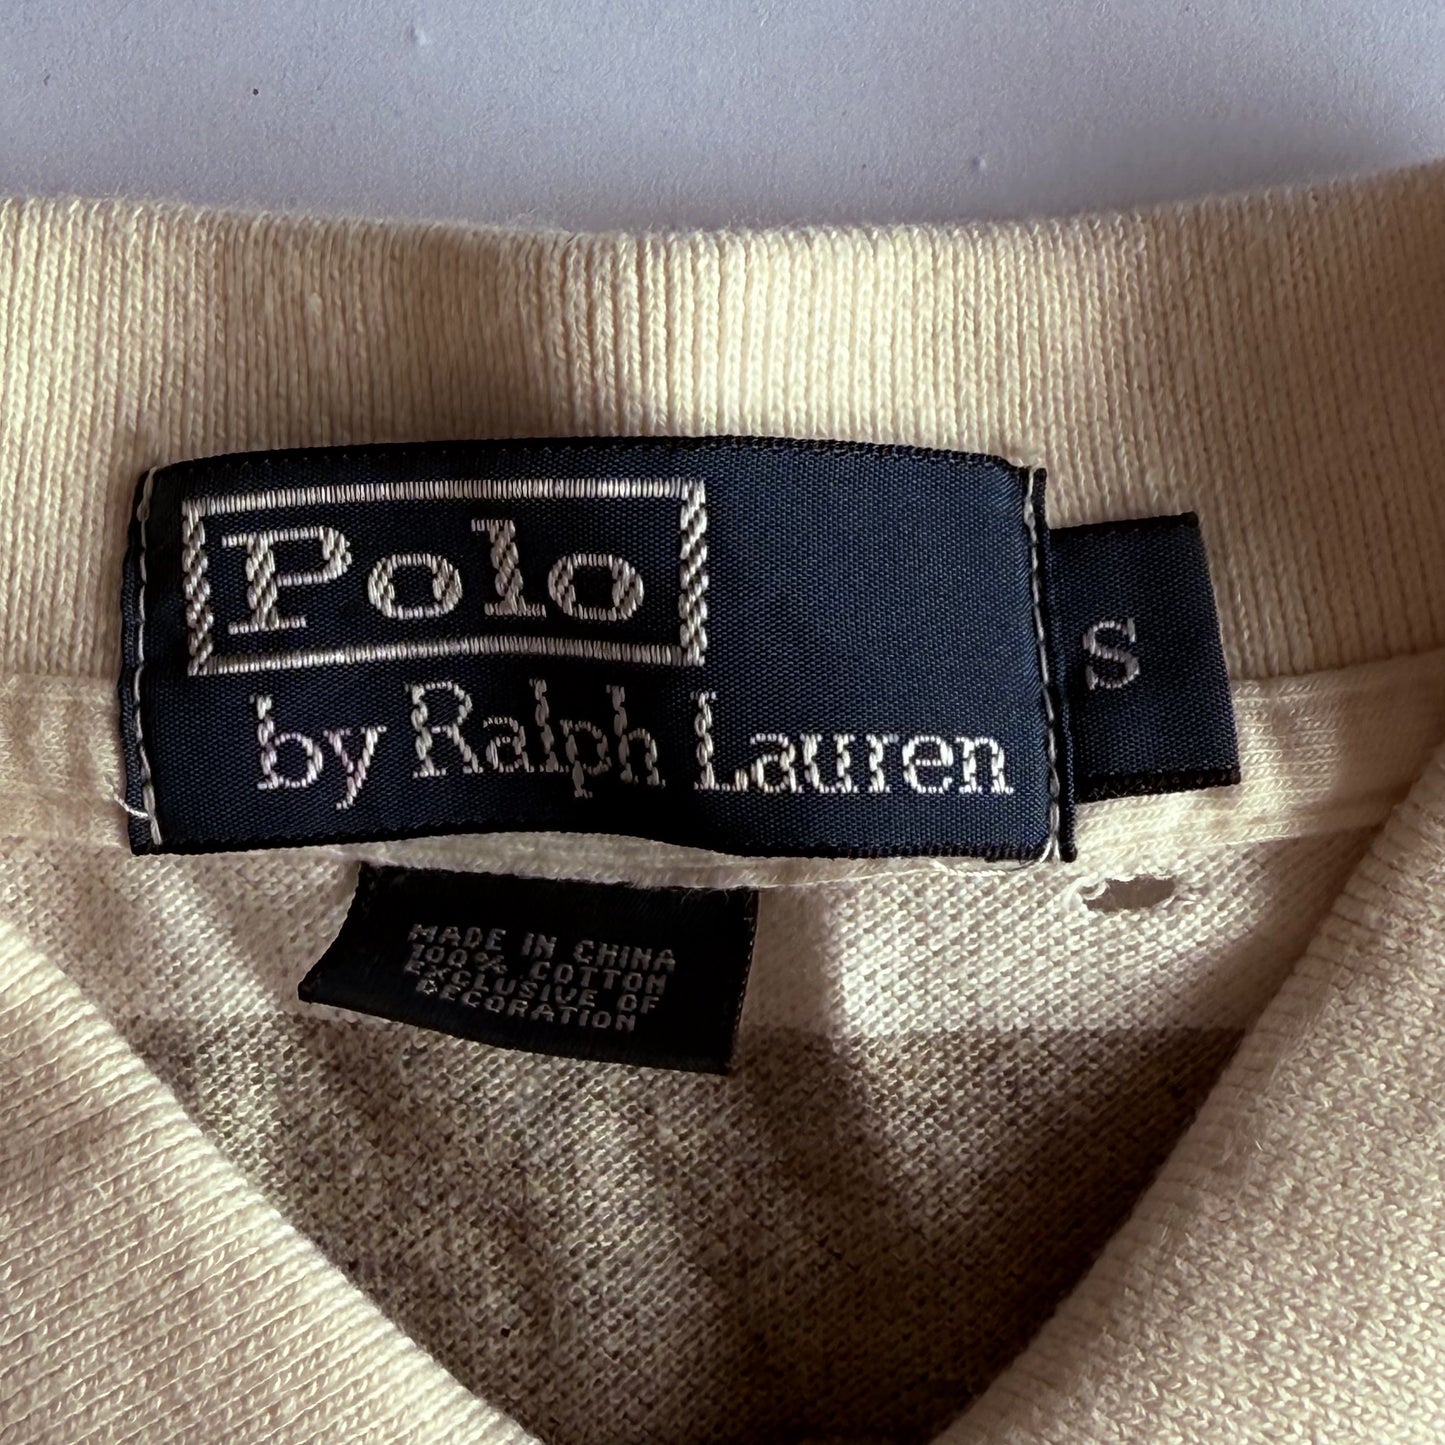 Polo
by Ralph Lauren
S
MADE IN CHINA
100% COTTON
EXCLUSIVE OF
DECORATION